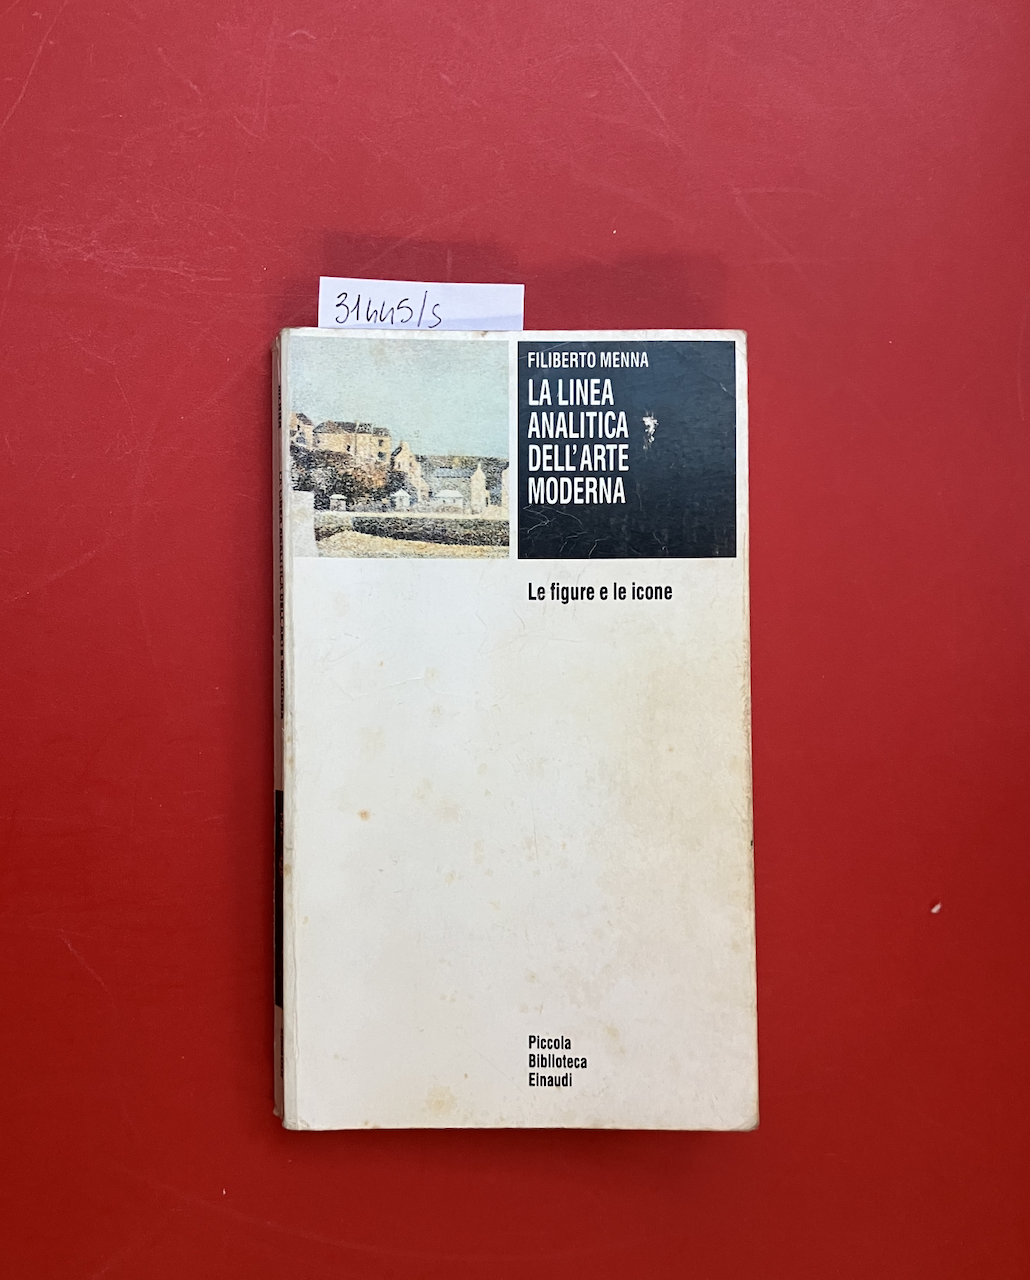 31445/s
FILIBERTO MENNA
LA LINEA
ANALITICA
DELL'ARTE
MODERNA
Le figure e le icone
Piccola
Biblioteca
Einaudi